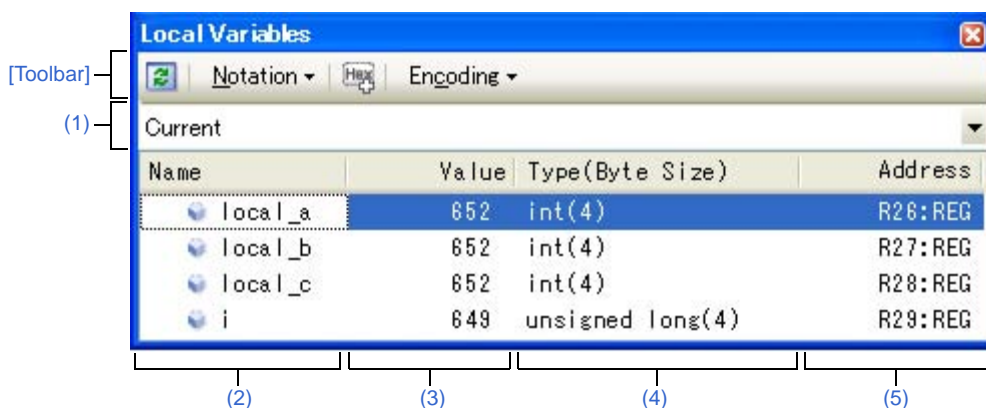 Local Variables
[Toolbar]
Notation Hex Encoding
(1)
Current
Name Value Type(Byte Size) Address
local_a 652 int(4) R26:REG
local_b 652 int(4) R27:REG
local_c 652 int(4) R28:REG
i 649 unsigned long(4) R29:REG
(2) (3) (4) (5)